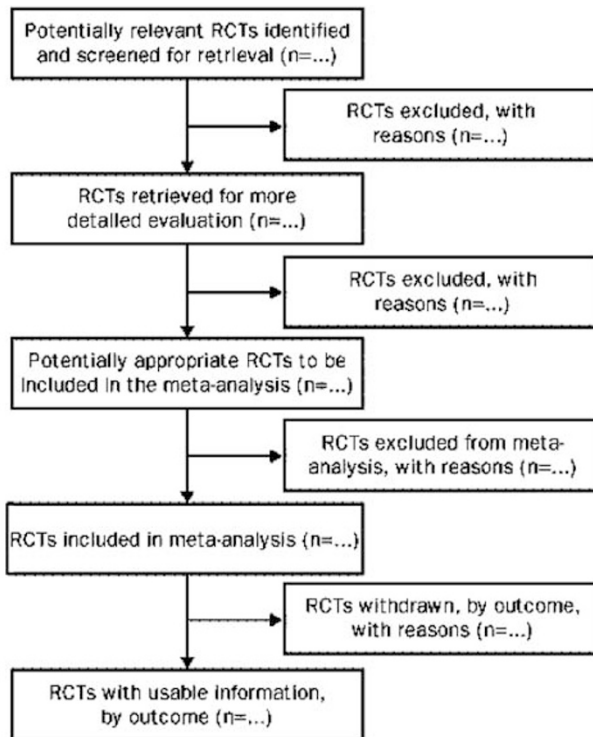 Potentially relevant RCTs identified
and screened for retrieval (n=...)
RCTs excluded, with
reasons (n=...)
RCTs retrieved for more
detailed evaluation (n=...)
RCTs excluded, with
reasons (n=...)
Potentially appropriate RCTs to be
included in the meta-analysis (n=...)
RCTs excluded from meta-
analysis, with reasons (n=...)
RCTs included in meta-analysis (n=...)
RCTs withdrawn, by outcome,
with reasons (n=...)
RCTs with usable information,
by outcome (n=...)